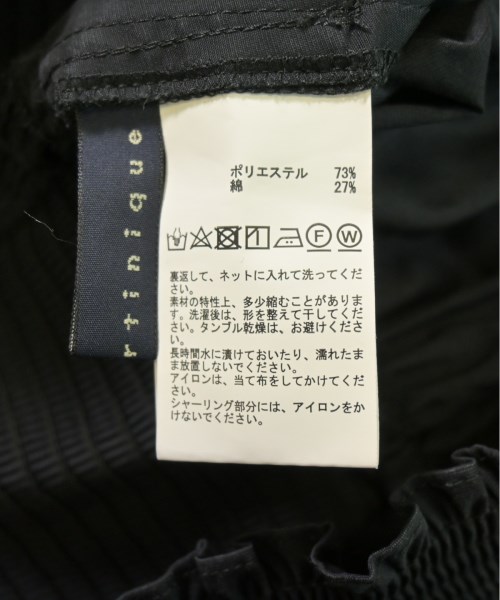 rtinique
ポリエステル 73%
綿 27%
F W
裏返して、ネットに入れて洗ってくだ
さい。
素材の特性上、多少縮むことがありま
す。洗濯後は、形を整えて干してくださ
い。タンブル乾燥は、お避けくださ
い。
長時間水に漬けておいたり、濡れたま
ま放置しないでください。
アイロンは、当て布をしてかけてくだ
さい。
シャーリング部分には、アイロンをか
けないでください。